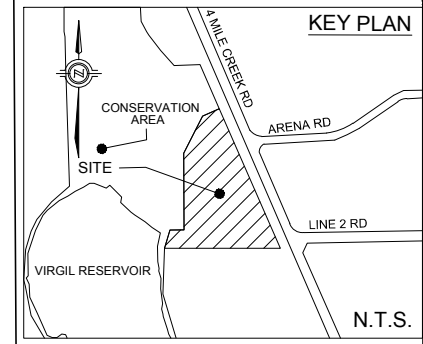 KEY PLAN
4 MILE CREEK RD
CONSERVATION
AREA
ARENA RD
SITE
LINE 2 RD
VIRGIL RESERVOIR
N.T.S.